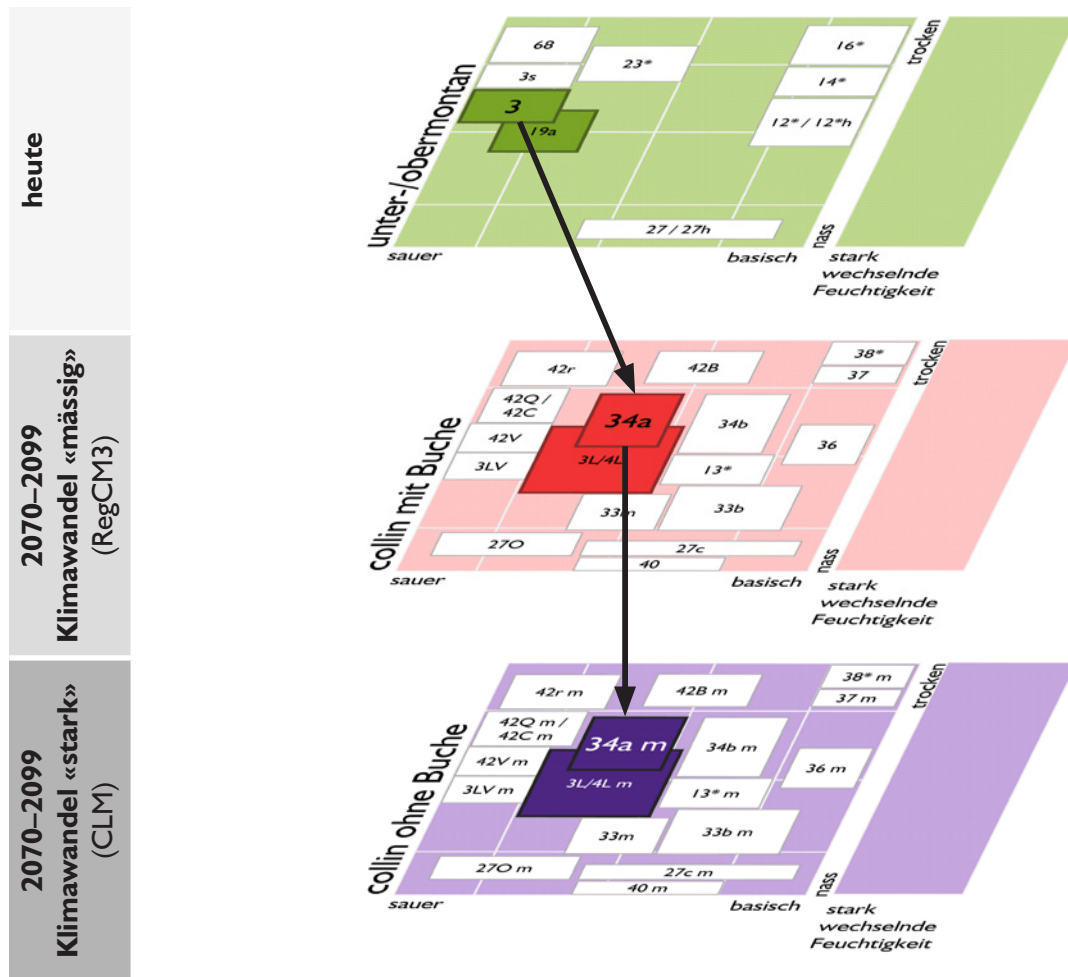 heute
unter-/obermontan
68
3s
23*
16*
14*
12* / 12*h
3
19a
27 / 27h
trocken
nass
sauer
basisch
stark
wechselnde
Feuchtigkeit
2070–2099
Klimawandel «mässig»
(RegCM3)
collin mit Buche
42r
42B
38*
37
42Q /
42C
34a
34b
42V
36
3LV
3L/4L
13*
33m
33b
27O
27c
40
trocken
nass
sauer
basisch
stark
wechselnde
Feuchtigkeit
2070–2099
Klimawandel «stark»
(CLM)
collin ohne Buche
42r m
42B m
38* m
37 m
42Q m /
42C m
34a m
34b m
42V m
36 m
3LV m
3L/4L m
13* m
33m
33b m
27O m
27c m
40 m
trocken
nass
sauer
basisch
stark
wechselnde
Feuchtigkeit